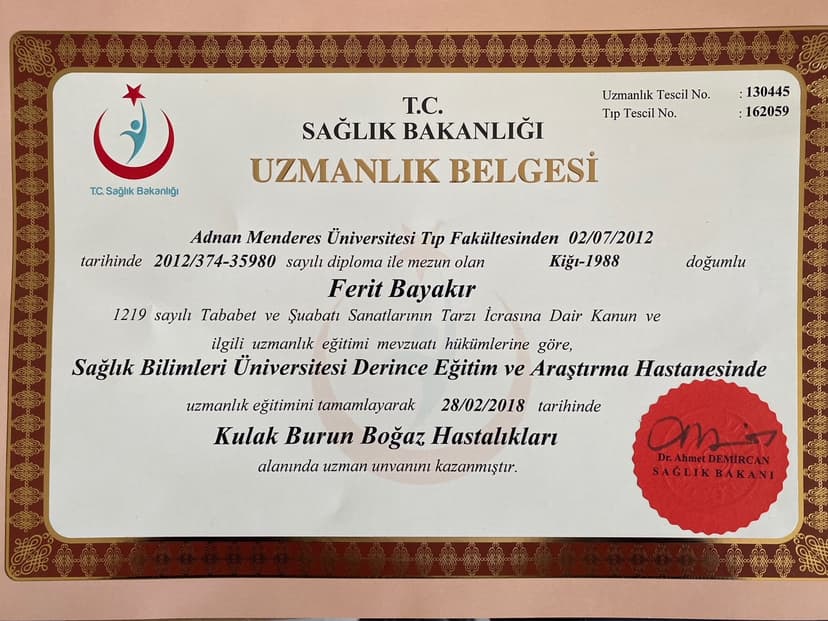 T.C. Sağlık Bakanlığı
T.C.
SAĞLIK BAKANLIĞI
UZMANLIK BELGESİ
Uzmanlık Tescil No. : 130445
Tıp Tescil No. : 162059
Adnan Menderes Üniversitesi Tıp Fakültesinden 02/07/2012
tarihinde 2012/374-35980 sayılı diploma ile mezun olan Kiğı-1988 doğumlu
Ferit Bayakır
1219 sayılı Tababet ve Şuabatı Sanatlarının Tarzı İcrasına Dair Kanun ve
ilgili uzmanlık eğitimi mevzuatı hükümlerine göre,
Sağlık Bilimleri Üniversitesi Derince Eğitim ve Araştırma Hastanesinde
uzmanlık eğitimini tamamlayarak 28/02/2018 tarihinde
Kulak Burun Boğaz Hastalıkları
alanında uzman unvanını kazanmıştır.
Dr. Ahmet DEMİRCAN
SAĞLIK BAKANI